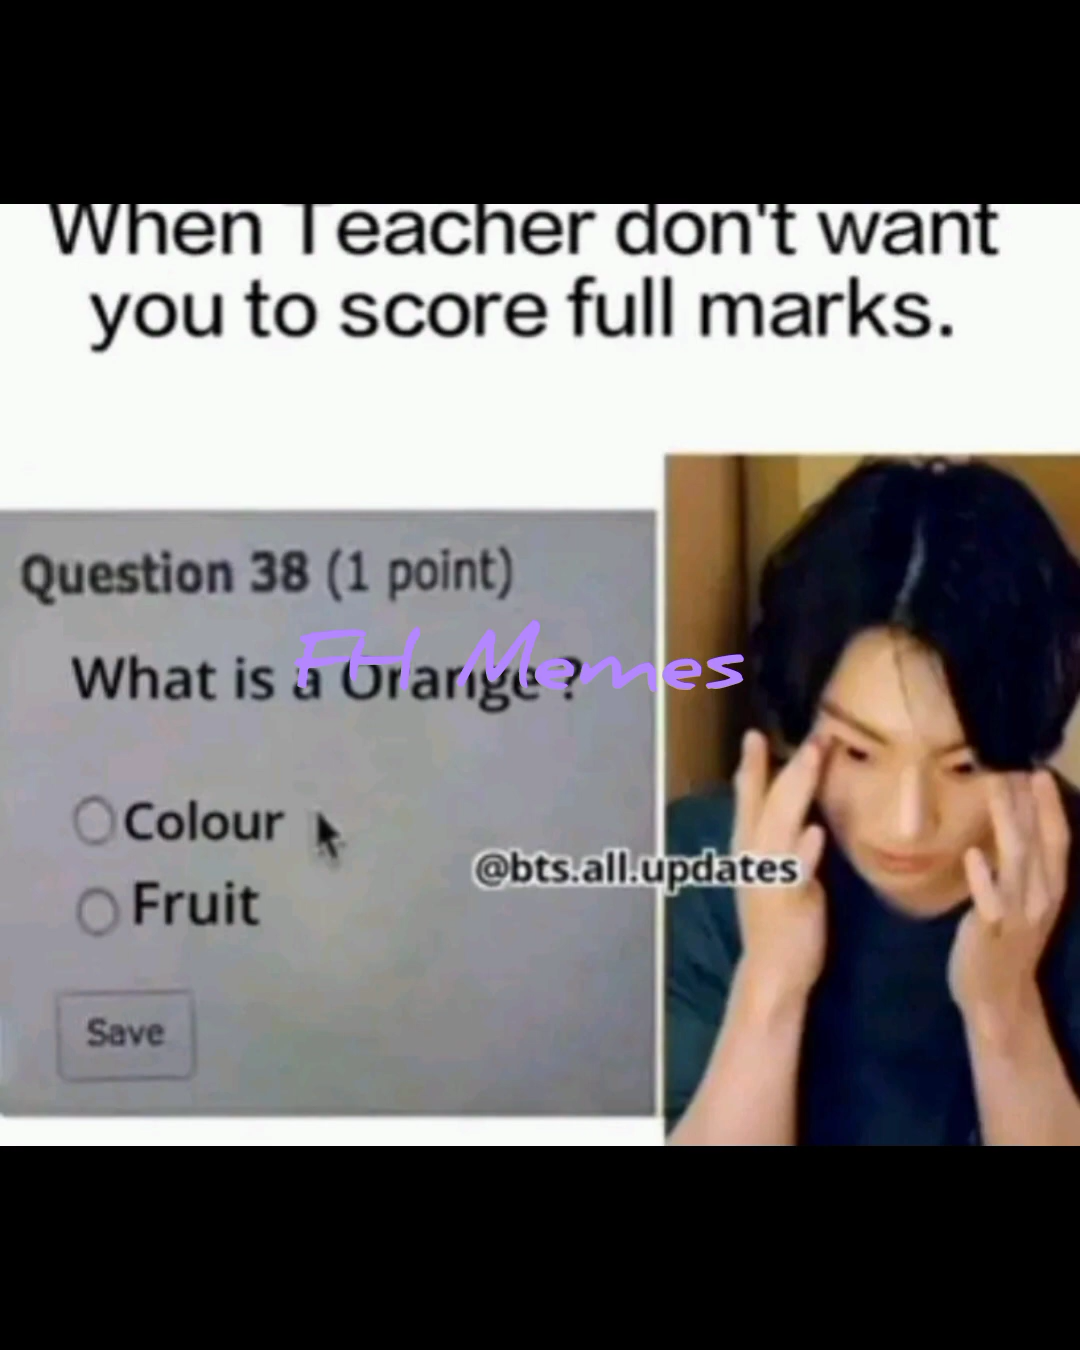 When Teacher don't want
you to score full marks.
Question 38 (1 point)
What is a Orange ?
FH Memes
Colour
Fruit
@bts.all.updates
Save